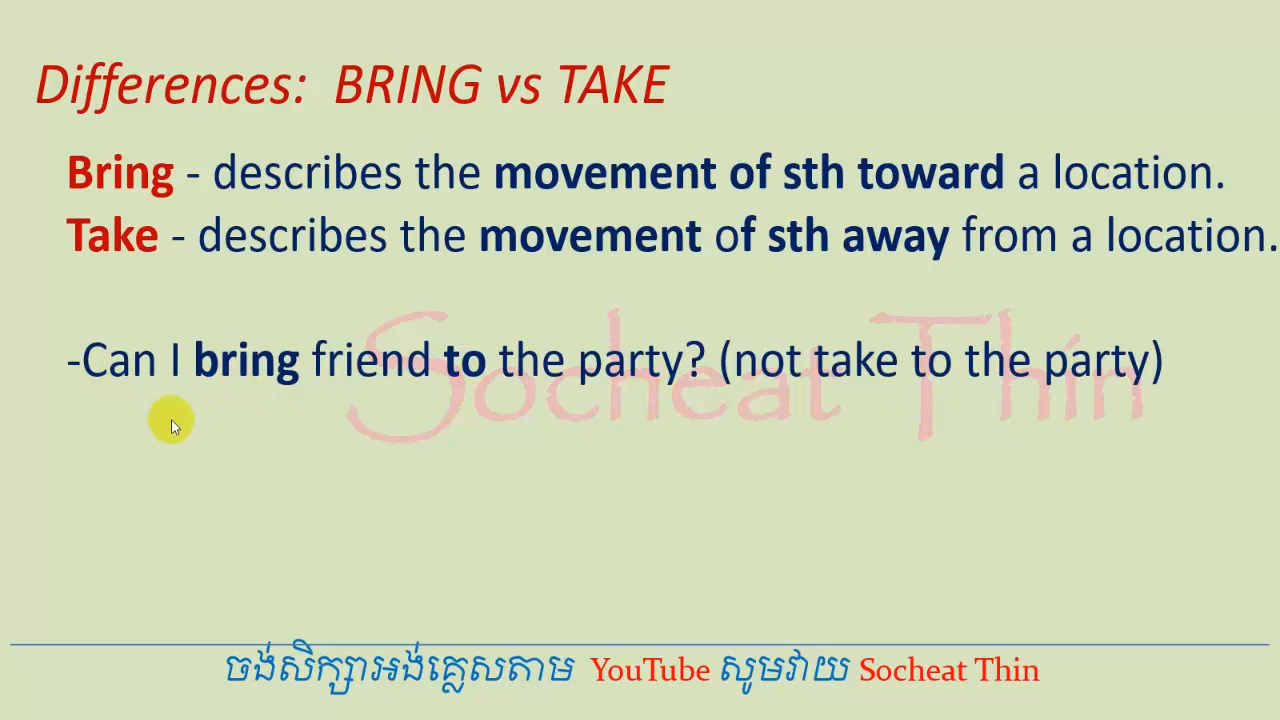 Differences: BRING vs TAKE
Bring - describes the movement of sth toward a location.
Take - describes the movement of sth away from a location.
Socheat Thin
-Can I bring friend to the party? (not take to the party)
ចង់សិក្សាអង់គ្លេសតាម YouTube សូមវាយ Socheat Thin